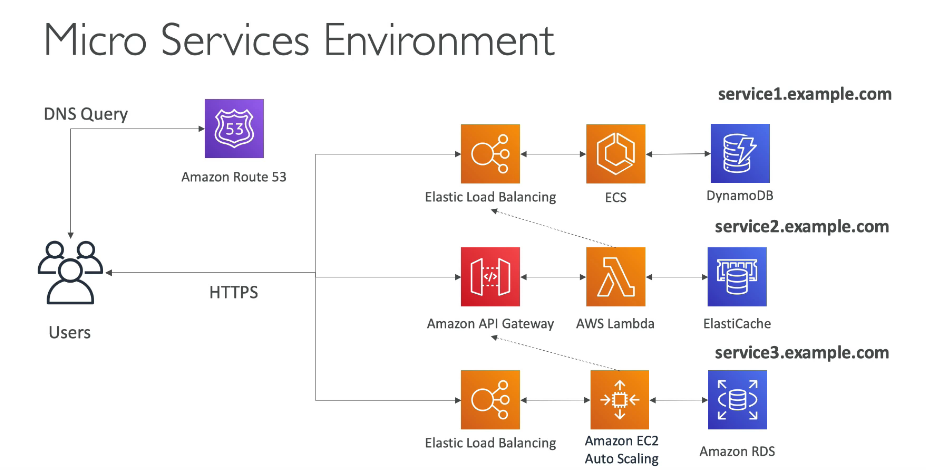 Micro Services Environment
service1.example.com
DNS Query
53
Amazon Route 53
Elastic Load Balancing
ECS
DynamoDB
service2.example.com
HTTPS
</>
Users
Amazon API Gateway
AWS Lambda
ElastiCache
service3.example.com
Elastic Load Balancing
Amazon EC2
Auto Scaling
Amazon RDS